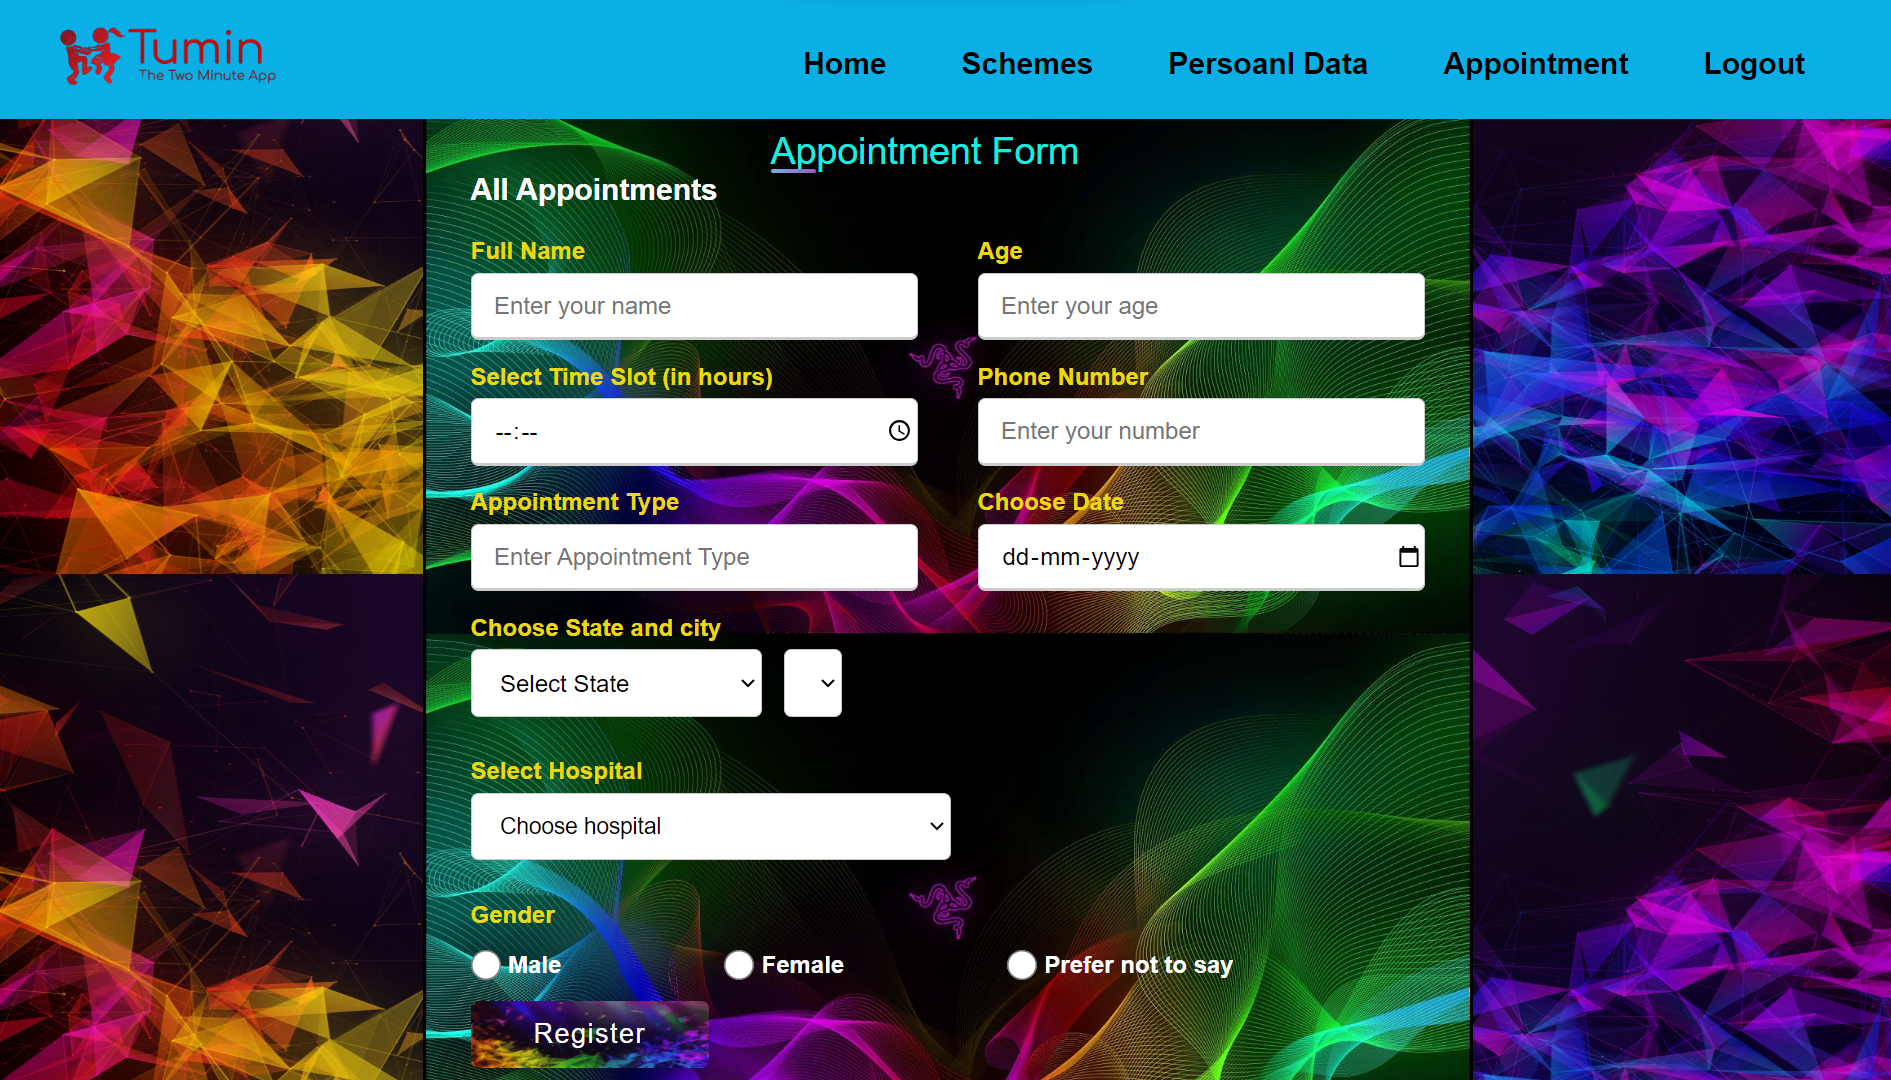 Tumin
The Two Minute App
Home Schemes Persoanl Data Appointment Logout
Appointment Form
All Appointments
Full Name Age
Enter your name Enter your age
Select Time Slot (in hours) Phone Number
--:-- Enter your number
Appointment Type Choose Date
Enter Appointment Type dd-mm-yyyy
Choose State and city
Select State
Select Hospital
Choose hospital
Gender
Male Female Prefer not to say
Register